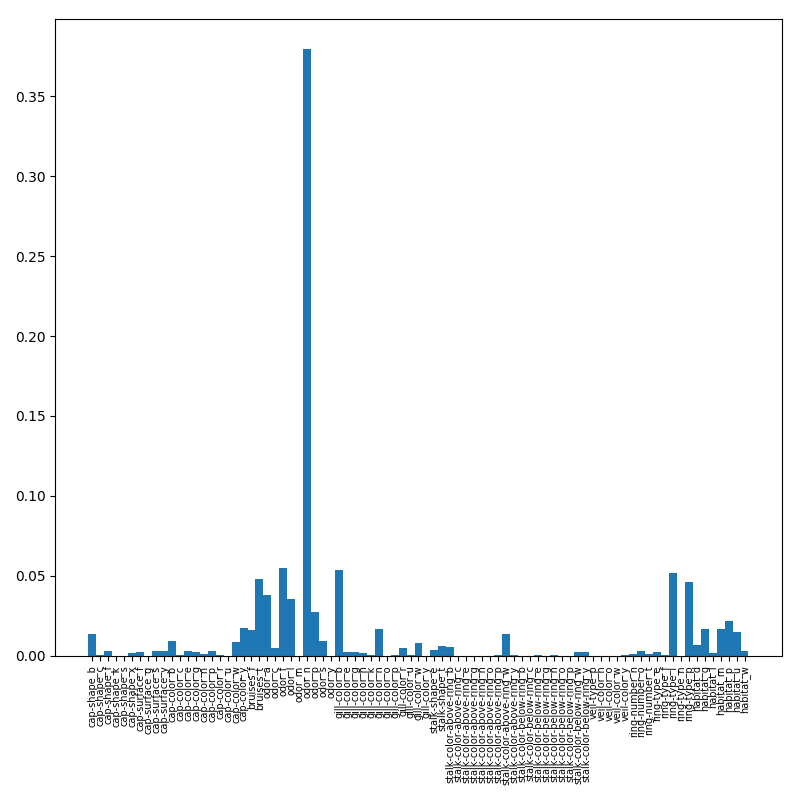 0.35
0.30
0.25
0.20
0.15
0.10
0.05
0.00
cap-shape_b
cap-shape_c
cap-shape_f
cap-shape_k
cap-shape_s
cap-shape_x
cap-surface_f
cap-surface_g
cap-surface_s
cap-surface_y
cap-color_b
cap-color_c
cap-color_e
cap-color_g
cap-color_n
cap-color_p
cap-color_r
cap-color_u
cap-color_w
cap-color_y
bruises_f
bruises_t
odor_a
odor_c
odor_f
odor_l
odor_m
odor_n
odor_p
odor_s
odor_y
gill-color_b
gill-color_e
gill-color_g
gill-color_h
gill-color_k
gill-color_n
gill-color_o
gill-color_p
gill-color_r
gill-color_u
gill-color_w
gill-color_y
stalk-shape_e
stalk-shape_t
stalk-color-above-ring_b
stalk-color-above-ring_c
stalk-color-above-ring_e
stalk-color-above-ring_g
stalk-color-above-ring_n
stalk-color-above-ring_o
stalk-color-above-ring_p
stalk-color-above-ring_w
stalk-color-above-ring_y
stalk-color-below-ring_b
stalk-color-below-ring_c
stalk-color-below-ring_e
stalk-color-below-ring_g
stalk-color-below-ring_n
stalk-color-below-ring_o
stalk-color-below-ring_p
stalk-color-below-ring_w
stalk-color-below-ring_y
veil-type_p
veil-color_n
veil-color_o
veil-color_w
veil-color_y
ring-number_n
ring-number_o
ring-number_t
ring-type_e
ring-type_f
ring-type_l
ring-type_n
ring-type_p
habitat_d
habitat_g
habitat_l
habitat_m
habitat_p
habitat_u
habitat_w